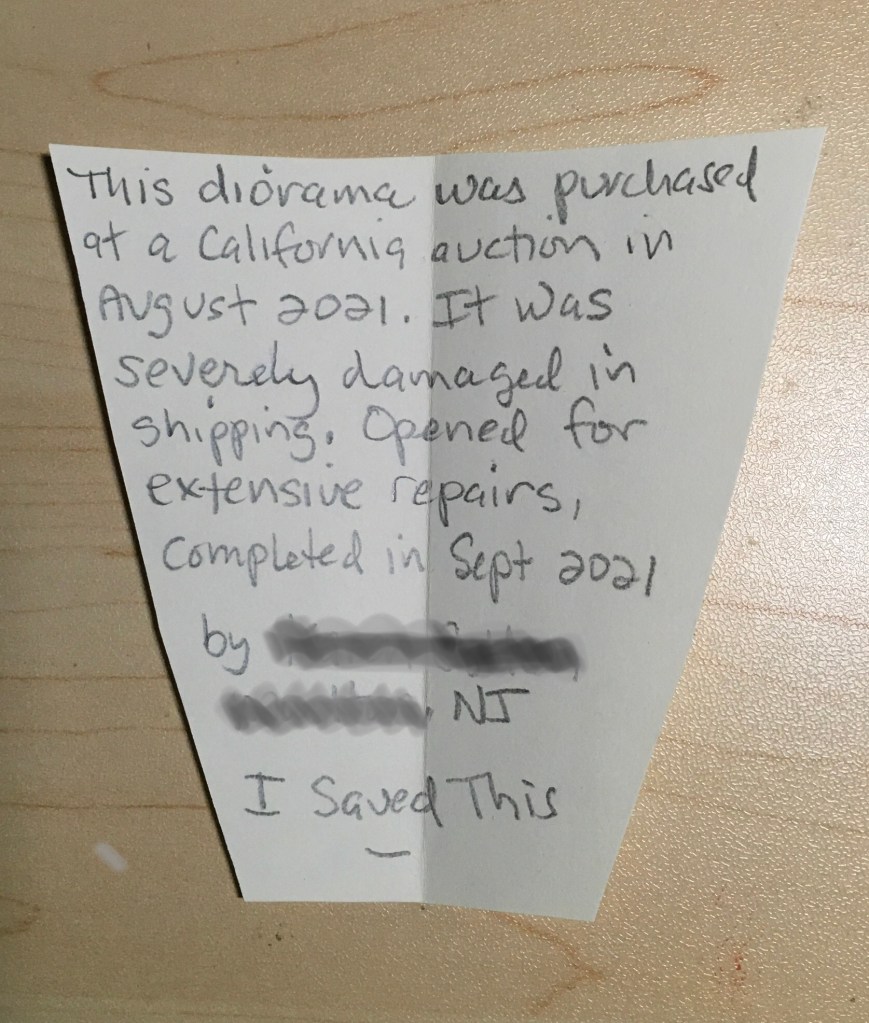 This diorama was purchased
at a California auction in
August 2021. It was
severely damaged in
shipping. Opened for
extensive repairs,
completed in Sept 2021
by
, NJ
I Saved This